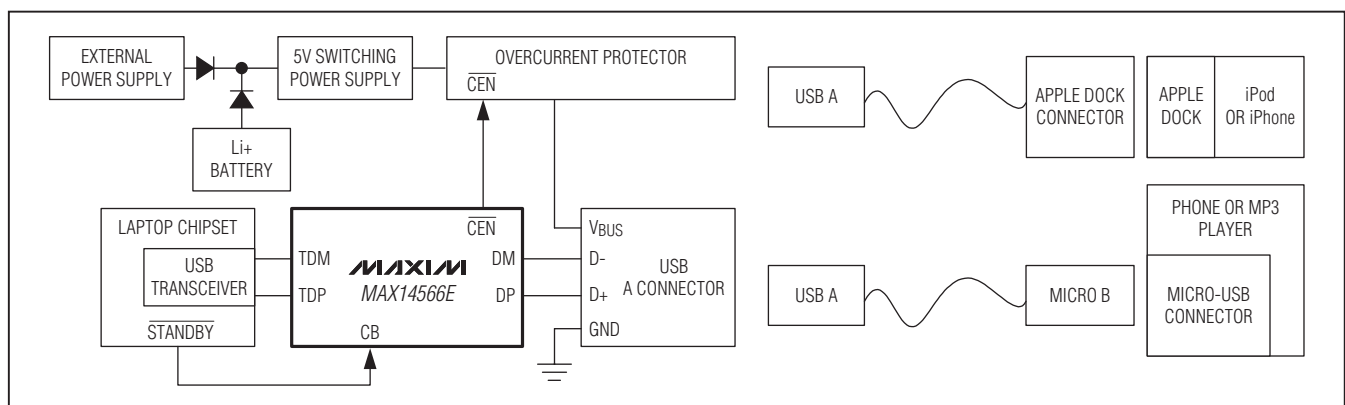 EXTERNAL
POWER SUPPLY
5V SWITCHING
POWER SUPPLY
OVERCURRENT PROTECTOR
CEN
Li+
BATTERY
LAPTOP CHIPSET
USB
TRANSCEIVER
STANDBY
CEN
TDM
TDP
MAXIM
MAX14566E
DM
DP
CB
VBUS
D-
D+
GND
USB
A CONNECTOR
USB A
APPLE DOCK
CONNECTOR
APPLE
DOCK
iPod
OR iPhone
USB A
MICRO B
PHONE OR MP3
PLAYER
MICRO-USB
CONNECTOR